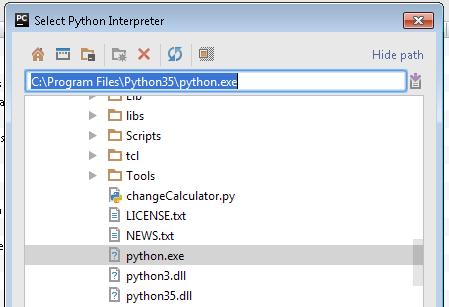 PC
Select Python Interpreter
Hide path
C:\Program Files\Python35\python.exe
Lib
libs
Scripts
tcl
Tools
changeCalculator.py
LICENSE.txt
NEWS.txt
python.exe
python3.dll
python35.dll